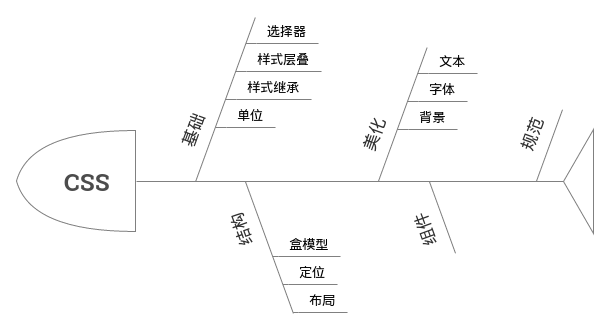 CSS
基础
选择器
样式层叠
样式继承
单位
结构
盒模型
定位
布局
美化
文本
字体
背景
组件
规范